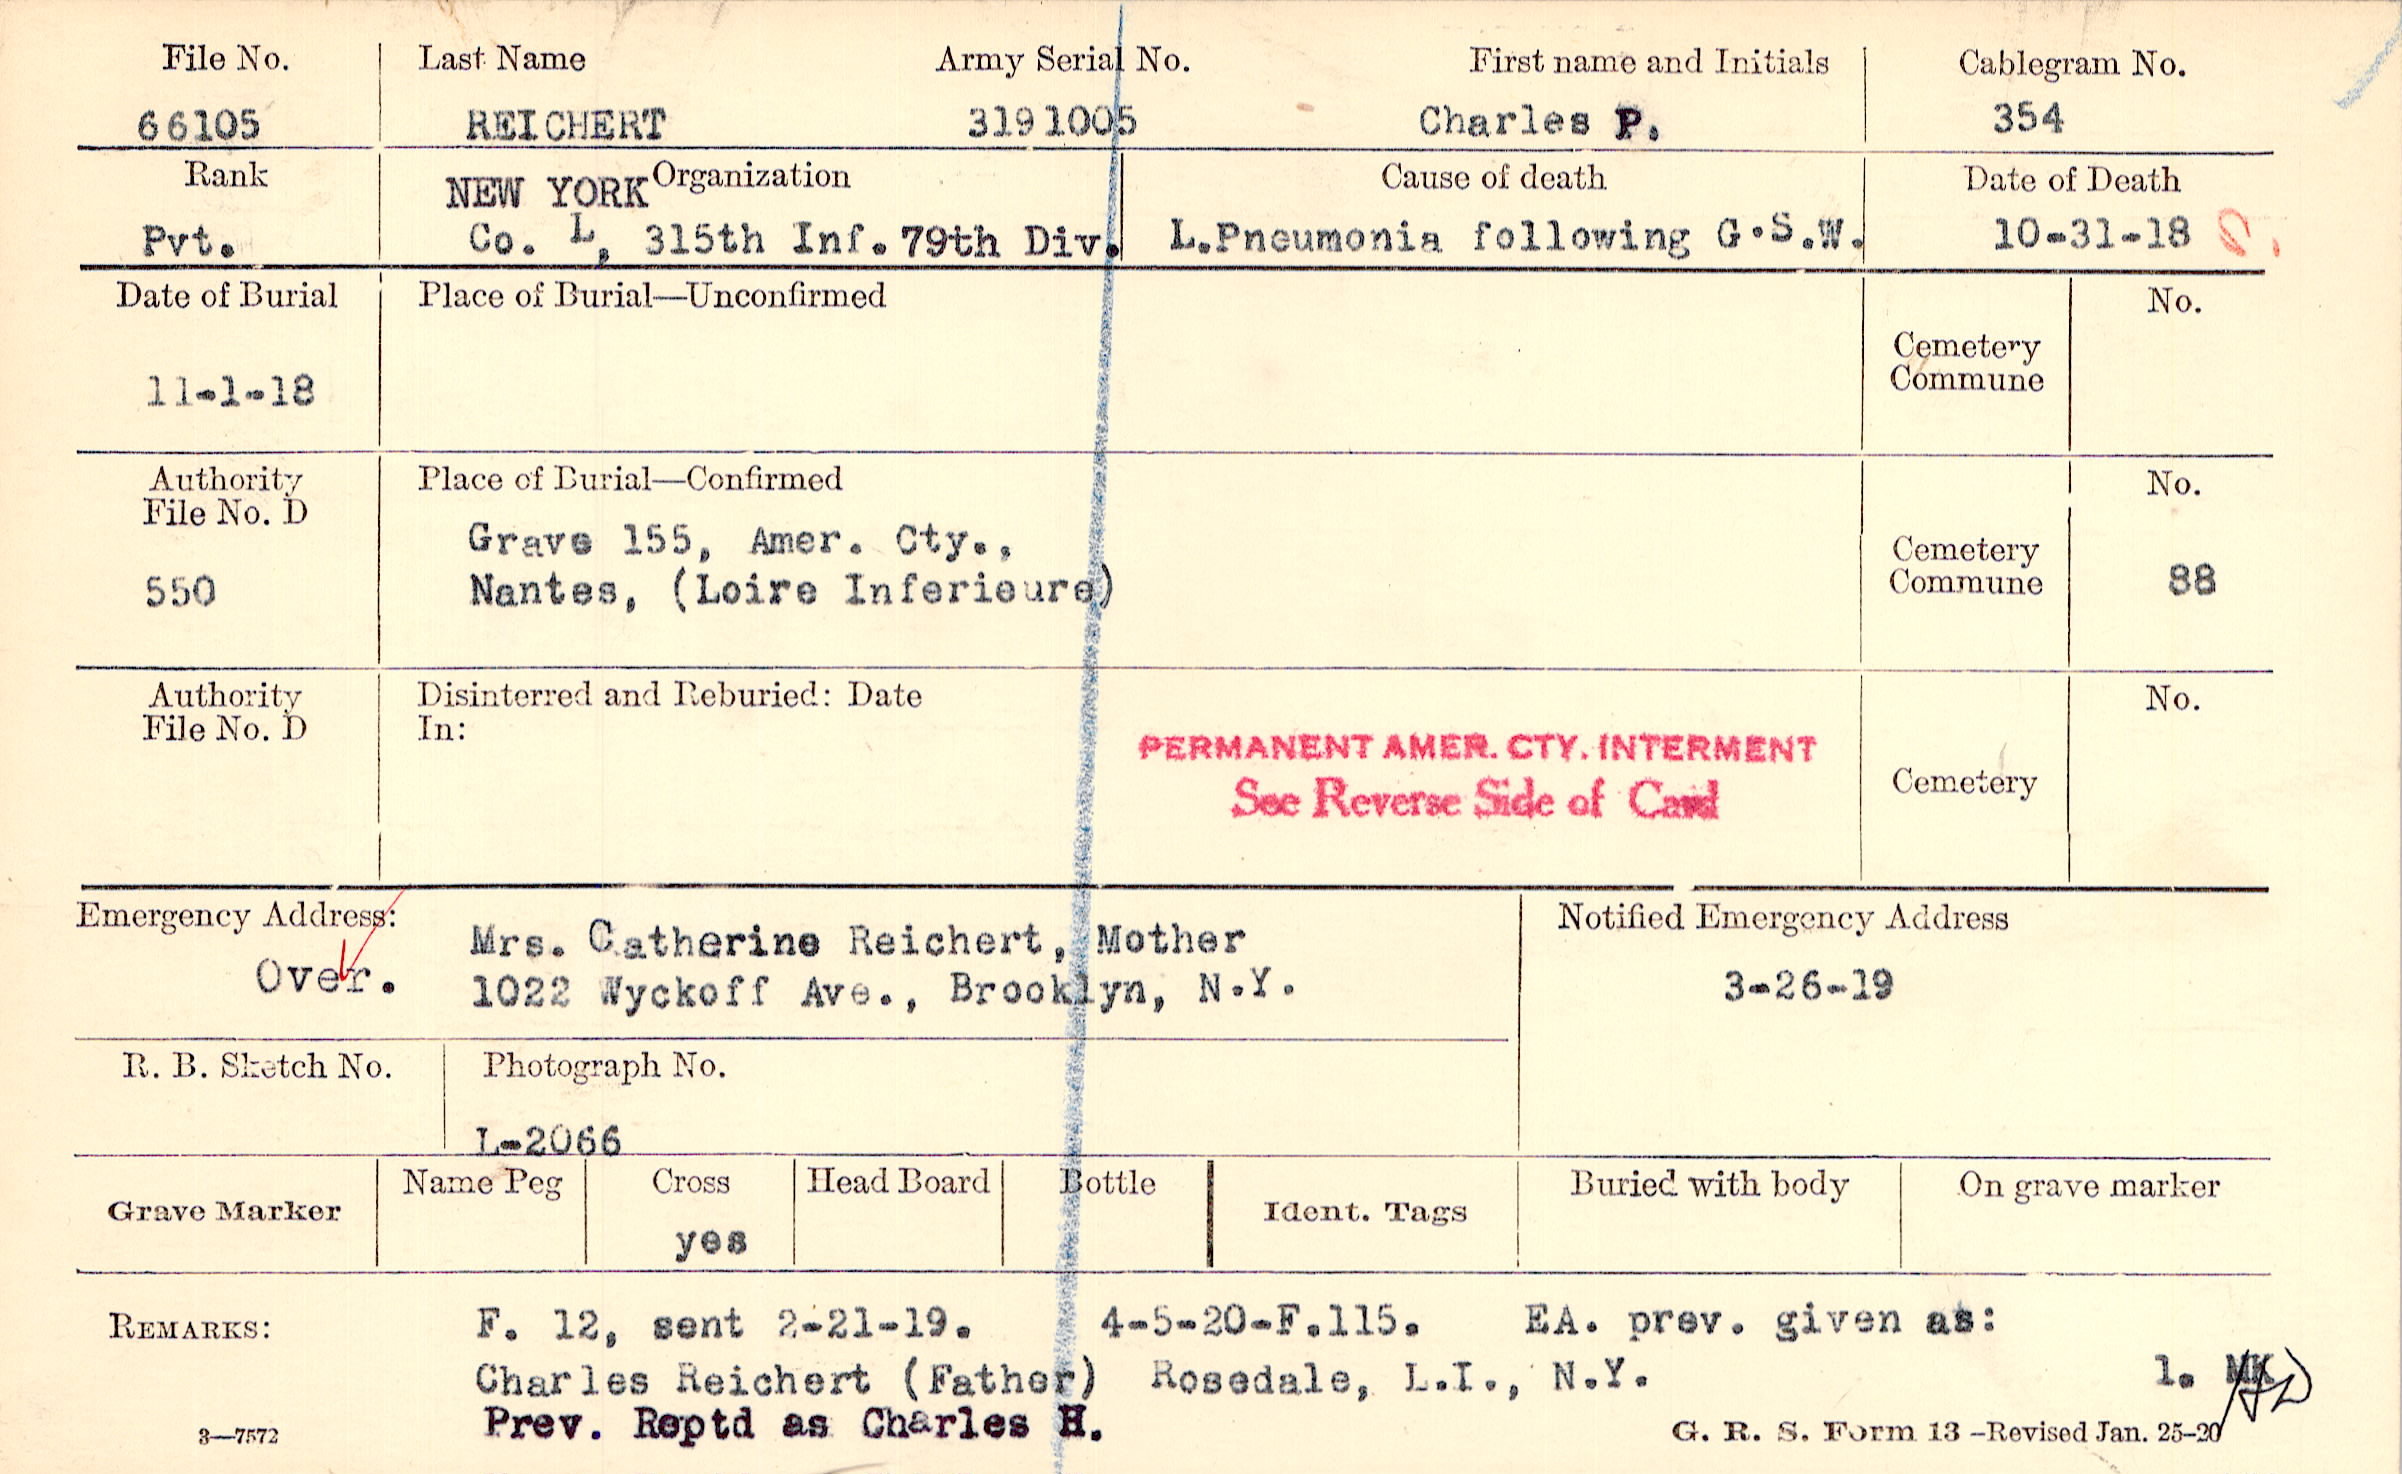 File No. Last Name Army Serial No. First name and Initials Cablegram No.
66105 REICHERT 3191005 Charles P. 354
Rank Organization Cause of death Date of Death
NEW YORK
Pvt. Co. L, 315th Inf. 79th Div. L.Pneumonia following G.S.W. 10-31-18
Date of Burial Place of Burial—Unconfirmed No.
Cemetery
Commune
11-1-18
Authority Place of Burial—Confirmed No.
File No. D
Grave 155, Amer. Cty.,
Cemetery
550 Nantes, (Loire Inferieure) Commune 88
Authority Disinterred and Reburied: Date No.
File No. D In:
PERMANENT AMER. CTY. INTERMENT
Cemetery
See Reverse Side of Card
Emergency Address: Notified Emergency Address
Mrs. Catherine Reichert, Mother
Over. 1022 Wyckoff Ave., Brooklyn, N.Y. 3-26-19
R. B. Sketch No. Photograph No.
L-2066
Grave Marker Name Peg Cross Head Board Bottle Ident. Tags Buried with body On grave marker
yes
REMARKS: F. 12, sent 2-21-19. 4-5-20-F.115. EA. prev. given as:
Charles Reichert (Father) Rosedale, L.I., N.Y. 1. MK
Prev. Reptd as Charles H.
3—7572 G. R. S. Form 13 -Revised Jan. 25-20